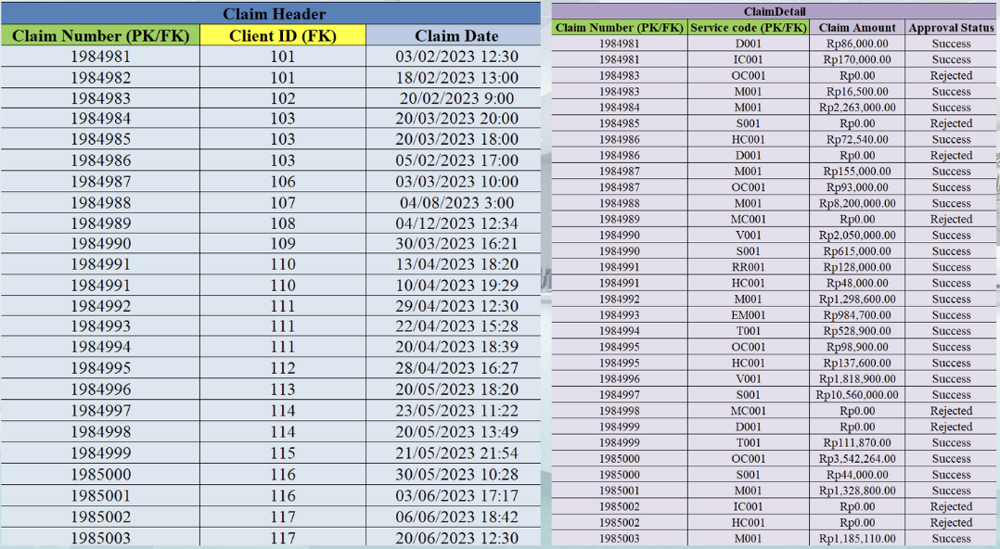 Claim Header
Claim Number (PK/FK) Client ID (FK) Claim Date
1984981 101 03/02/2023 12:30
1984982 101 18/02/2023 13:00
1984983 102 20/02/2023 9:00
1984984 103 20/03/2023 20:00
1984985 103 20/03/2023 18:00
1984986 103 05/02/2023 17:00
1984987 106 03/03/2023 10:00
1984988 107 04/08/2023 3:00
1984989 108 04/12/2023 12:34
1984990 109 30/03/2023 16:21
1984991 110 13/04/2023 18:20
1984991 110 10/04/2023 19:29
1984992 111 29/04/2023 12:30
1984993 111 22/04/2023 15:28
1984994 111 20/04/2023 18:39
1984995 112 28/04/2023 16:27
1984996 113 20/05/2023 18:20
1984997 114 23/05/2023 11:22
1984998 114 20/05/2023 13:49
1984999 115 21/05/2023 21:54
1985000 116 30/05/2023 10:28
1985001 116 03/06/2023 17:17
1985002 117 06/06/2023 18:42
1985003 117 20/06/2023 12:30
ClaimDetail
Claim Number (PK/FK) Service code (PK/FK) Claim Amount Approval Status
1984981 D001 Rp86,000.00 Success
1984981 IC001 Rp170,000.00 Success
1984983 OC001 Rp0.00 Rejected
1984983 M001 Rp16,500.00 Success
1984984 M001 Rp2,263,000.00 Success
1984985 S001 Rp0.00 Rejected
1984986 HC001 Rp72,540.00 Success
1984986 D001 Rp0.00 Rejected
1984987 M001 Rp155,000.00 Success
1984987 OC001 Rp93,000.00 Success
1984988 M001 Rp8,200,000.00 Success
1984989 MC001 Rp0.00 Rejected
1984990 V001 Rp2,050,000.00 Success
1984990 S001 Rp615,000.00 Success
1984991 RR001 Rp128,000.00 Success
1984991 HC001 Rp48,000.00 Success
1984992 M001 Rp1,298,600.00 Success
1984993 EM001 Rp984,700.00 Success
1984994 T001 Rp528,900.00 Success
1984995 OC001 Rp98,900.00 Success
1984995 HC001 Rp137,600.00 Success
1984996 V001 Rp1,818,900.00 Success
1984997 S001 Rp10,560,000.00 Success
1984998 MC001 Rp0.00 Rejected
1984999 D001 Rp0.00 Rejected
1984999 T001 Rp111,870.00 Success
1985000 OC001 Rp3,542,264.00 Success
1985000 S001 Rp44,000.00 Success
1985001 M001 Rp1,328,800.00 Success
1985002 IC001 Rp0.00 Rejected
1985002 HC001 Rp0.00 Rejected
1985003 M001 Rp1,185,110.00 Success